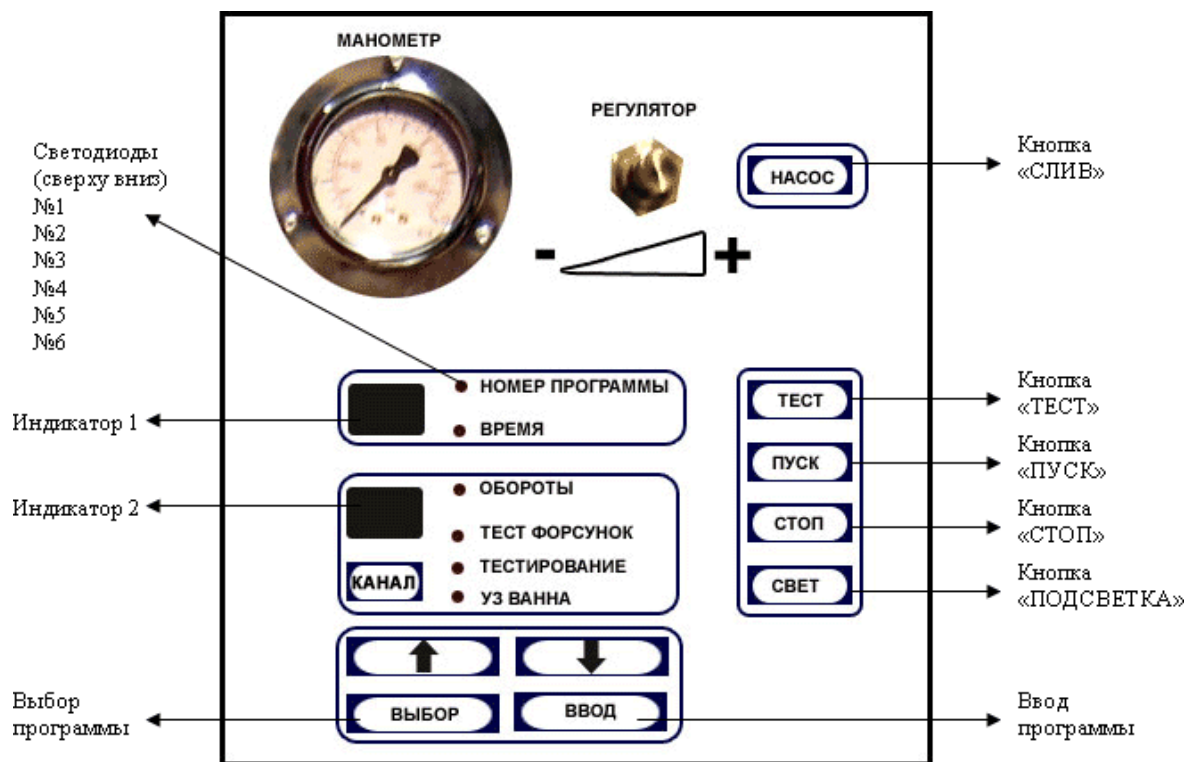 МАНОМЕТР
РЕГУЛЯТОР
НАСОС
Кнопка
«СЛИВ»
Светодиоды
(сверху вниз)
№1
№2
№3
№4
№5
№6
- +
НОМЕР ПРОГРАММЫ
ВРЕМЯ
Индикатор 1
ОБОРОТЫ
ТЕСТ ФОРСУНОК
ТЕСТИРОВАНИЕ
УЗ ВАННА
Индикатор 2
КАНАЛ
ТЕСТ
Кнопка
«ТЕСТ»
ПУСК
Кнопка
«ПУСК»
СТОП
Кнопка
«СТОП»
СВЕТ
Кнопка
«ПОДСВЕТКА»
ВЫБОР
ВВОД
Выбор
программы
Ввод
программы